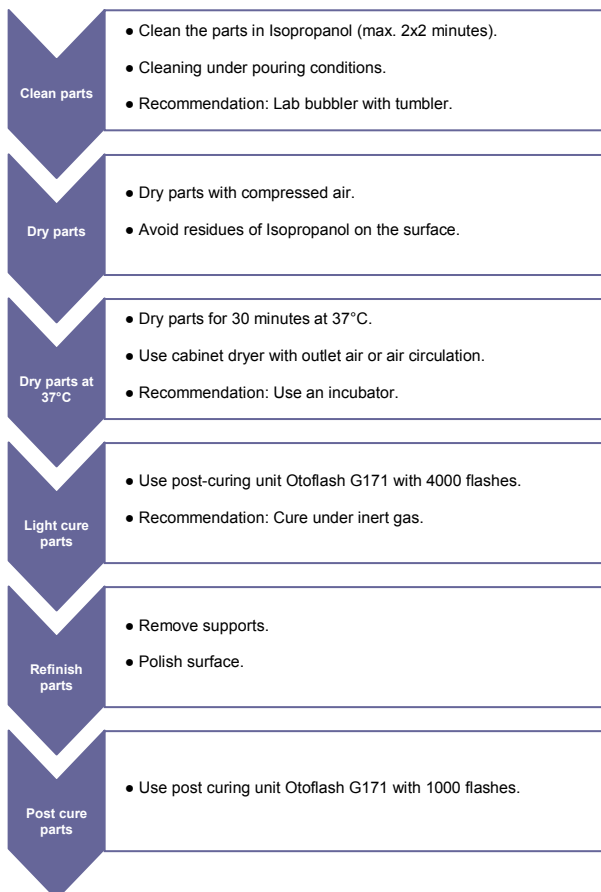 Clean parts
● Clean the parts in Isopropanol (max. 2x2 minutes).
● Cleaning under pouring conditions.
● Recommendation: Lab bubbler with tumbler.
Dry parts
● Dry parts with compressed air.
● Avoid residues of Isopropanol on the surface.
Dry parts at
37°C
● Dry parts for 30 minutes at 37°C.
● Use cabinet dryer with outlet air or air circulation.
● Recommendation: Use an incubator.
Light cure
parts
● Use post-curing unit Otoflash G171 with 4000 flashes.
● Recommendation: Cure under inert gas.
Refinish
parts
● Remove supports.
● Polish surface.
Post cure
parts
● Use post curing unit Otoflash G171 with 1000 flashes.